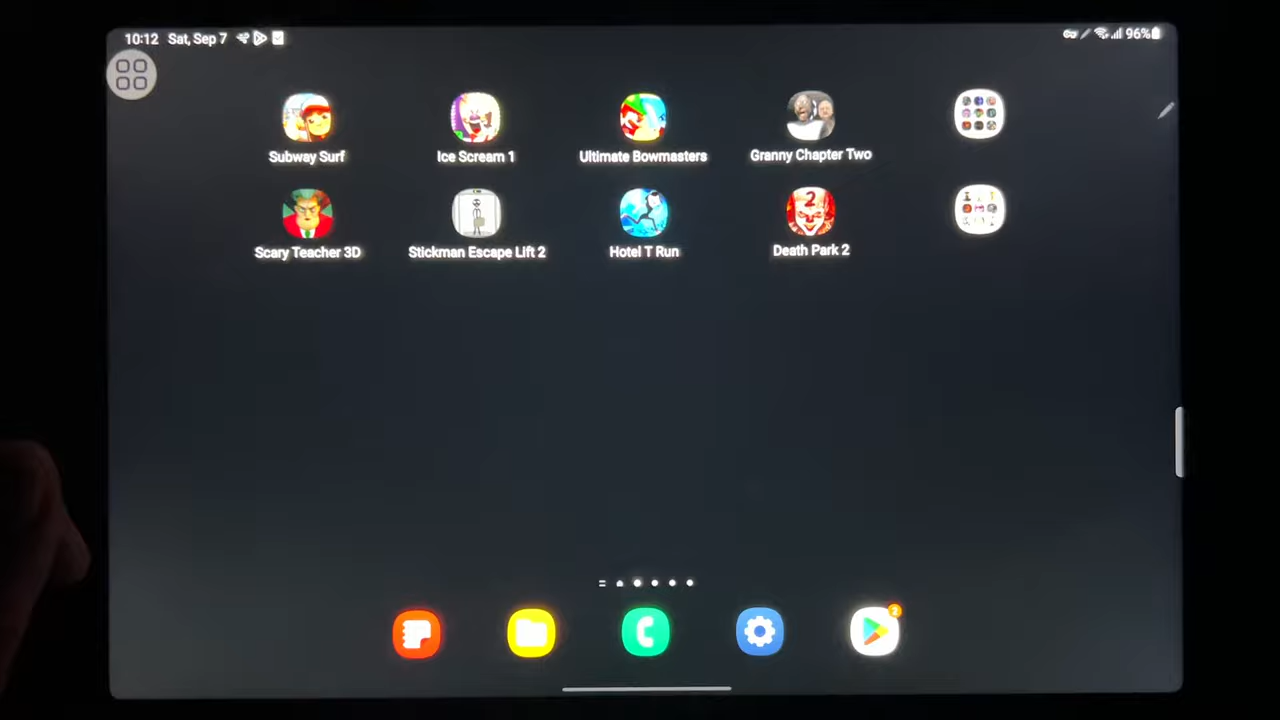 10:12 Sat, Sep 7
96%
Subway Surf
Ice Scream 1
Ultimate Bowmasters
Granny Chapter Two
2
Scary Teacher 3D
Stickman Escape Lift 2
Hotel T Run
Death Park 2
2